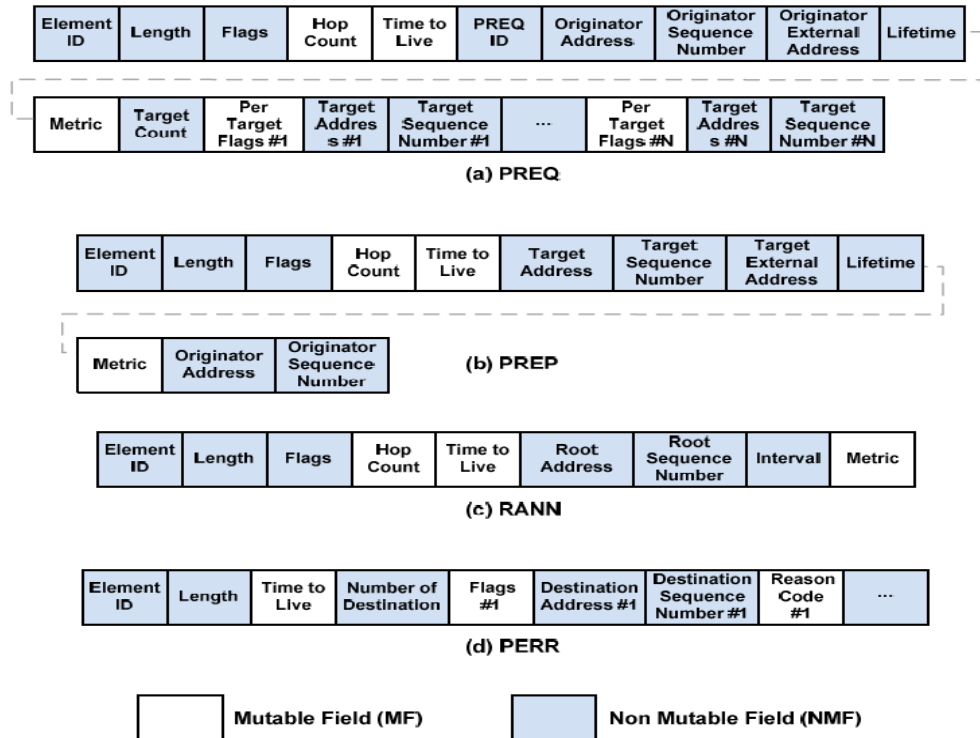 Element ID Length Flags Hop Count Time to Live PREQ ID Originator Address Originator Sequence Number Originator External Address Lifetime
Metric Target Count Per Target Flags #1 Target Addres s #1 Target Sequence Number #1 ... Per Target Flags #N Target Addres s #N Target Sequence Number #N
(a) PREQ
Element ID Length Flags Hop Count Time to Live Target Address Target Sequence Number Target External Address Lifetime
Metric Originator Address Originator Sequence Number
(b) PREP
Element ID Length Flags Hop Count Time to Live Root Address Root Sequence Number Interval Metric
(c) RANN
Element ID Length Time to Live Number of Destination Flags #1 Destination Address #1 Destination Sequence Number #1 Reason Code #1 ...
(d) PERR
Mutable Field (MF) Non Mutable Field (NMF)